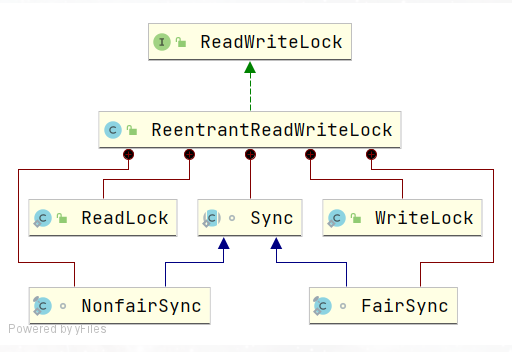 ReadWriteLock
ReentrantReadWriteLock
ReadLock
Sync
WriteLock
NonfairSync
FairSync
Powered by yFiles